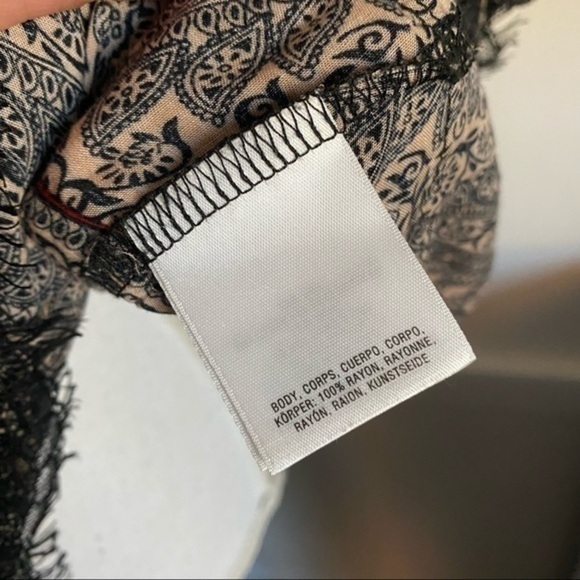 BODY, CORPS, CUERPO, CORPO,
KÖRPER: 100% RAYON, RAYONNE,
RAYÓN, RAION, KUNSTSEIDE